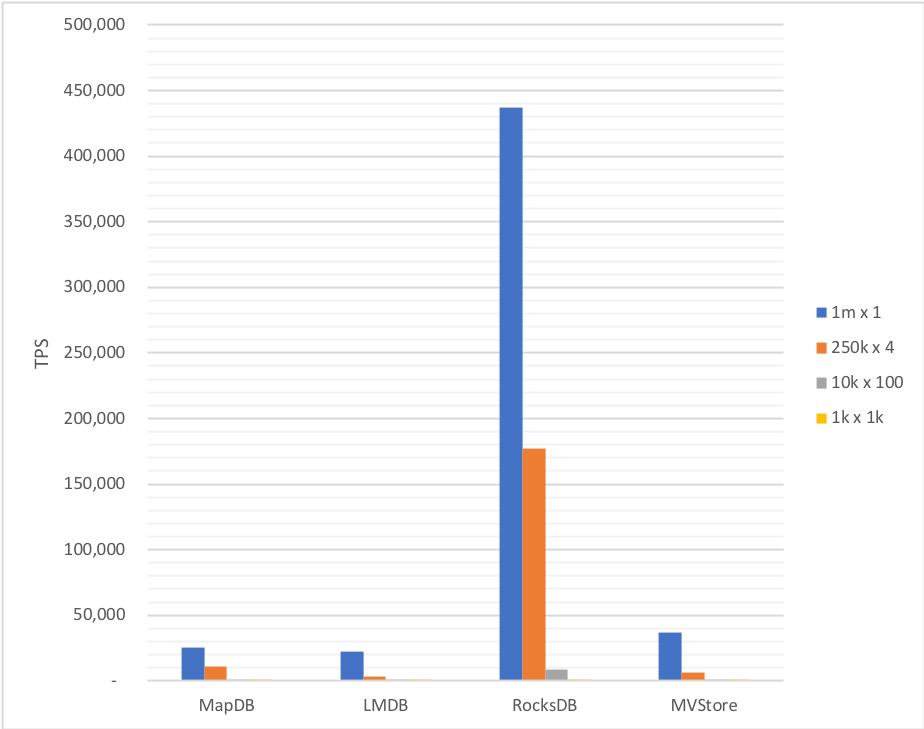 500,000
450,000
400,000
350,000
300,000
250,000
200,000
150,000
100,000
50,000
-
TPS
MapDB LMDB RocksDB MVStore
1m x 1
250k x 4
10k x 100
1k x 1k